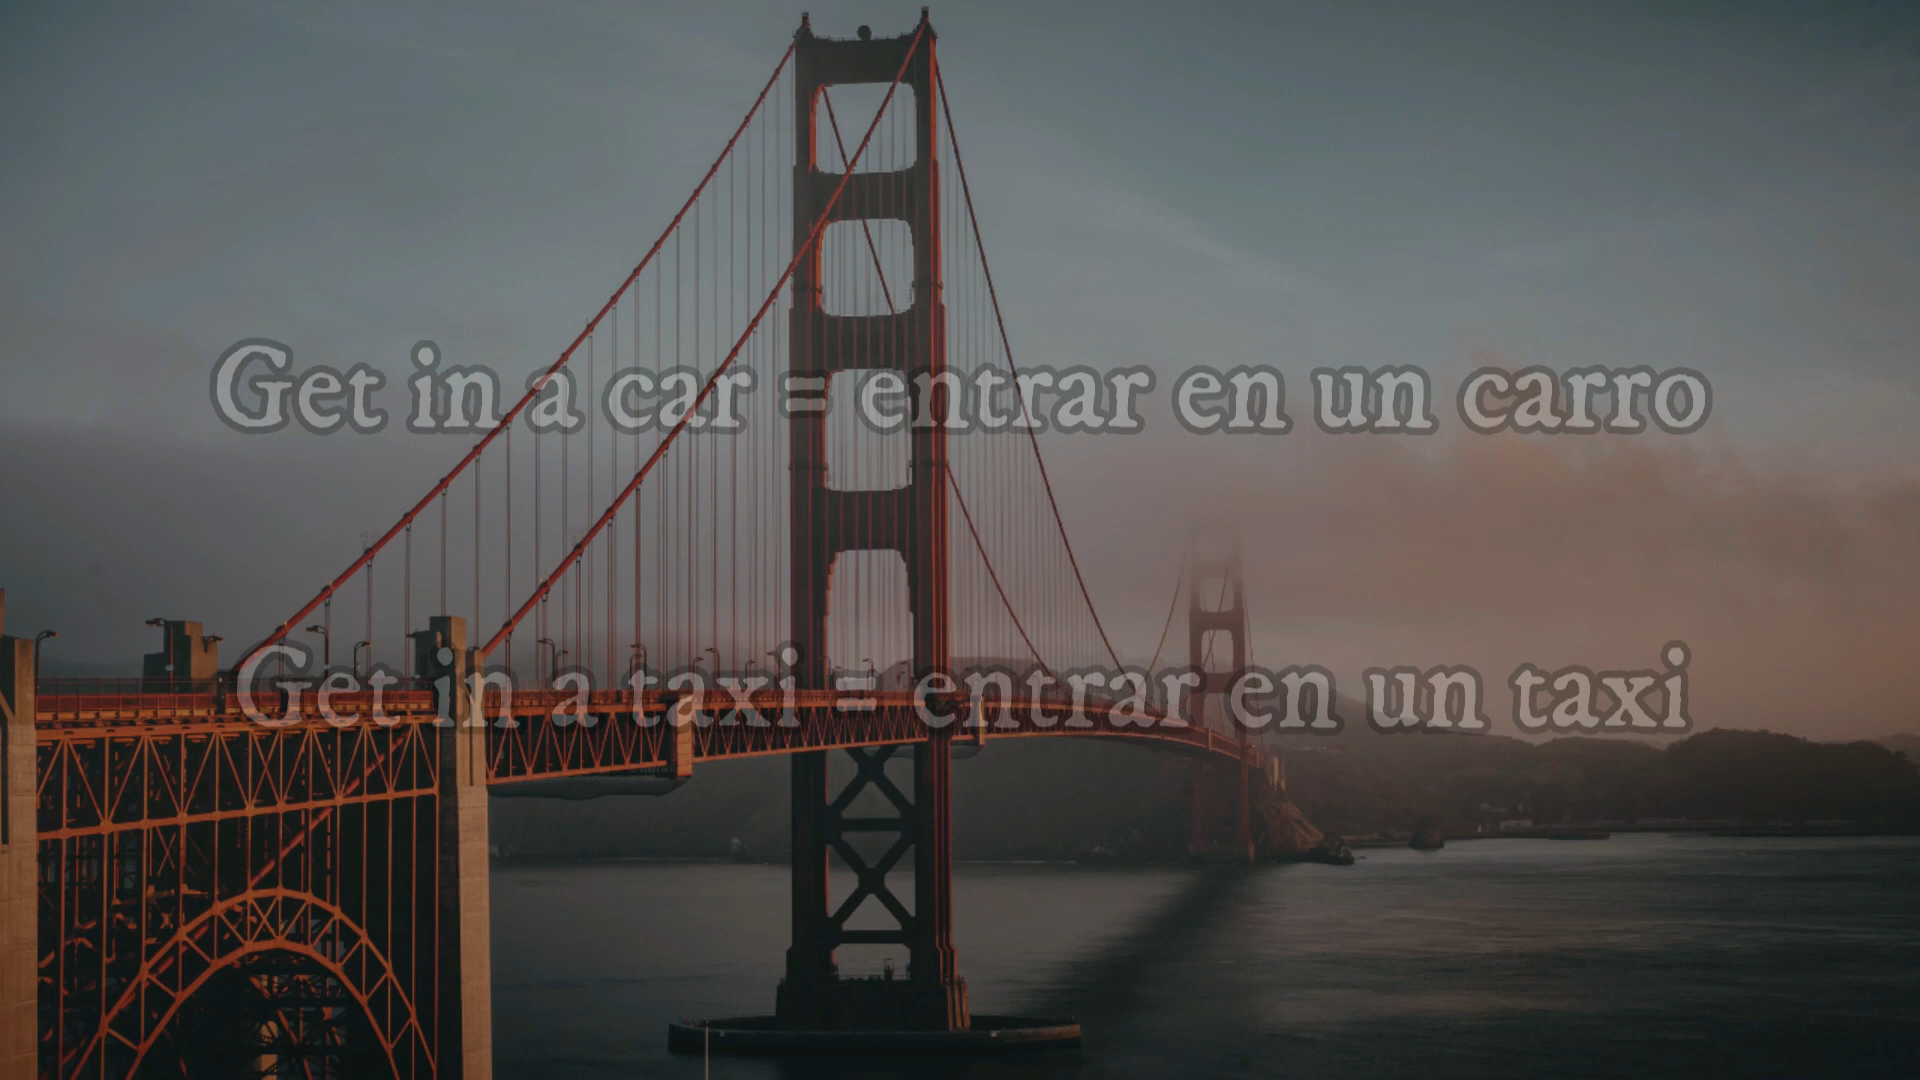 Get in a car = entrar en un carro
Get in a taxi = entrar en un taxi